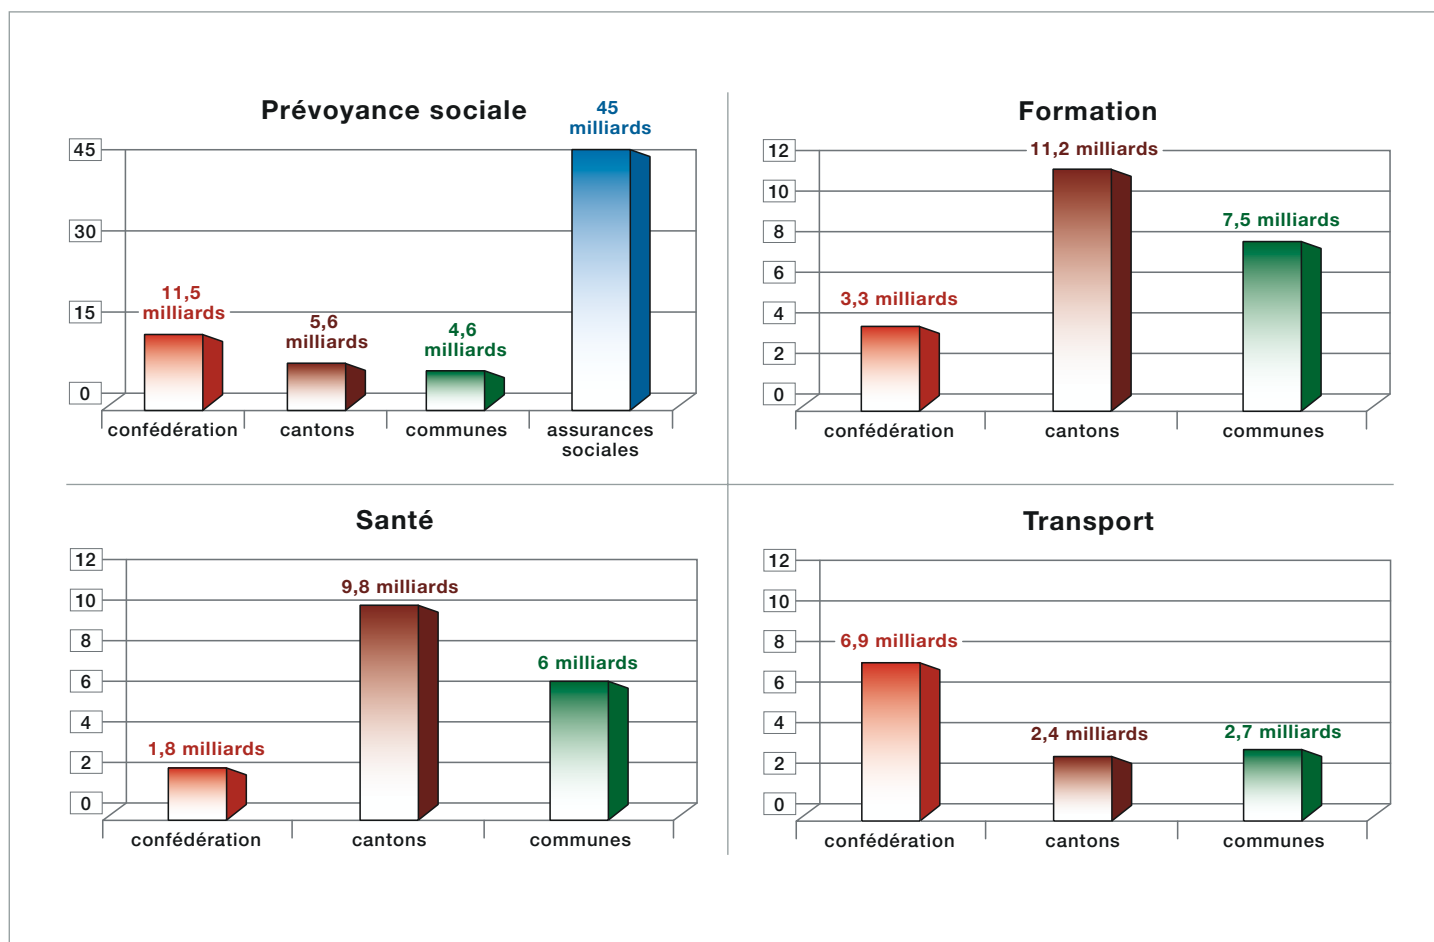 Prévoyance sociale
45
milliards
45
30
15
0
11,5
milliards
5,6
milliards
4,6
milliards
confédération
cantons
communes
assurances
sociales
Formation
12
10
8
6
4
2
0
3,3 milliards
11,2 milliards
7,5 milliards
confédération
cantons
communes
Santé
12
10
8
6
4
2
0
1,8 milliards
9,8 milliards
6 milliards
confédération
cantons
communes
Transport
12
10
8
6
4
2
0
6,9 milliards
2,4 milliards
2,7 milliards
confédération
cantons
communes